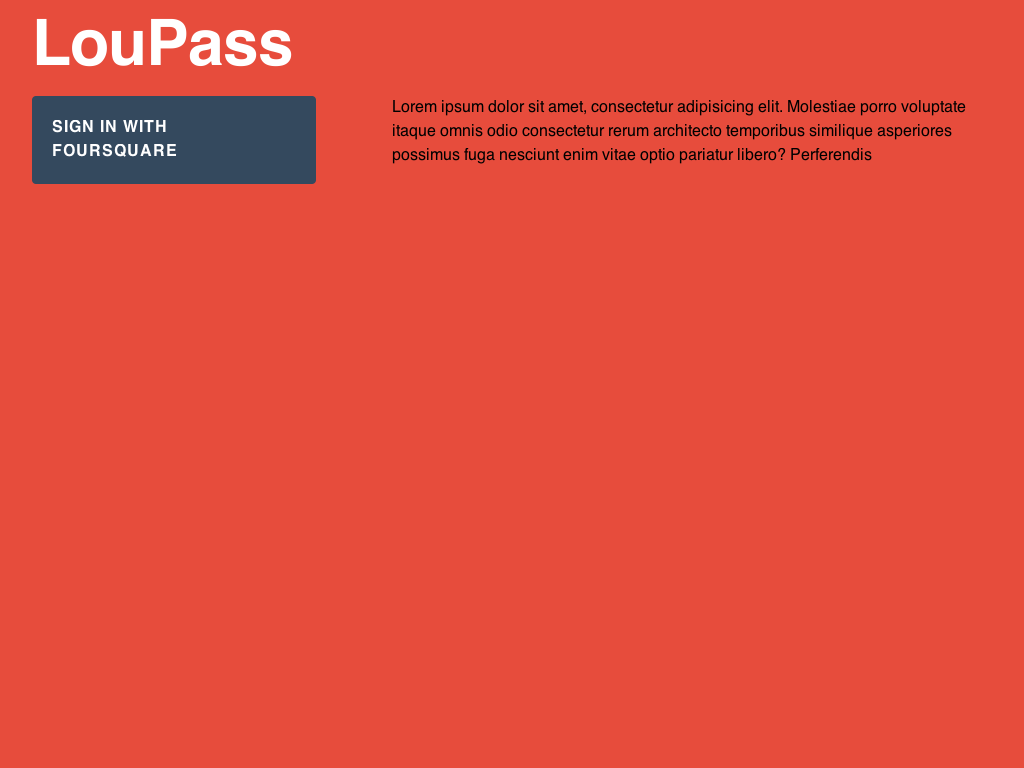 LouPass
SIGN IN WITH
FOURSQUARE
Lorem ipsum dolor sit amet, consectetur adipisicing elit. Molestiae porro voluptate
itaque omnis odio consectetur rerum architecto temporibus similique asperiores
possimus fuga nesciunt enim vitae optio pariatur libero? Perferendis